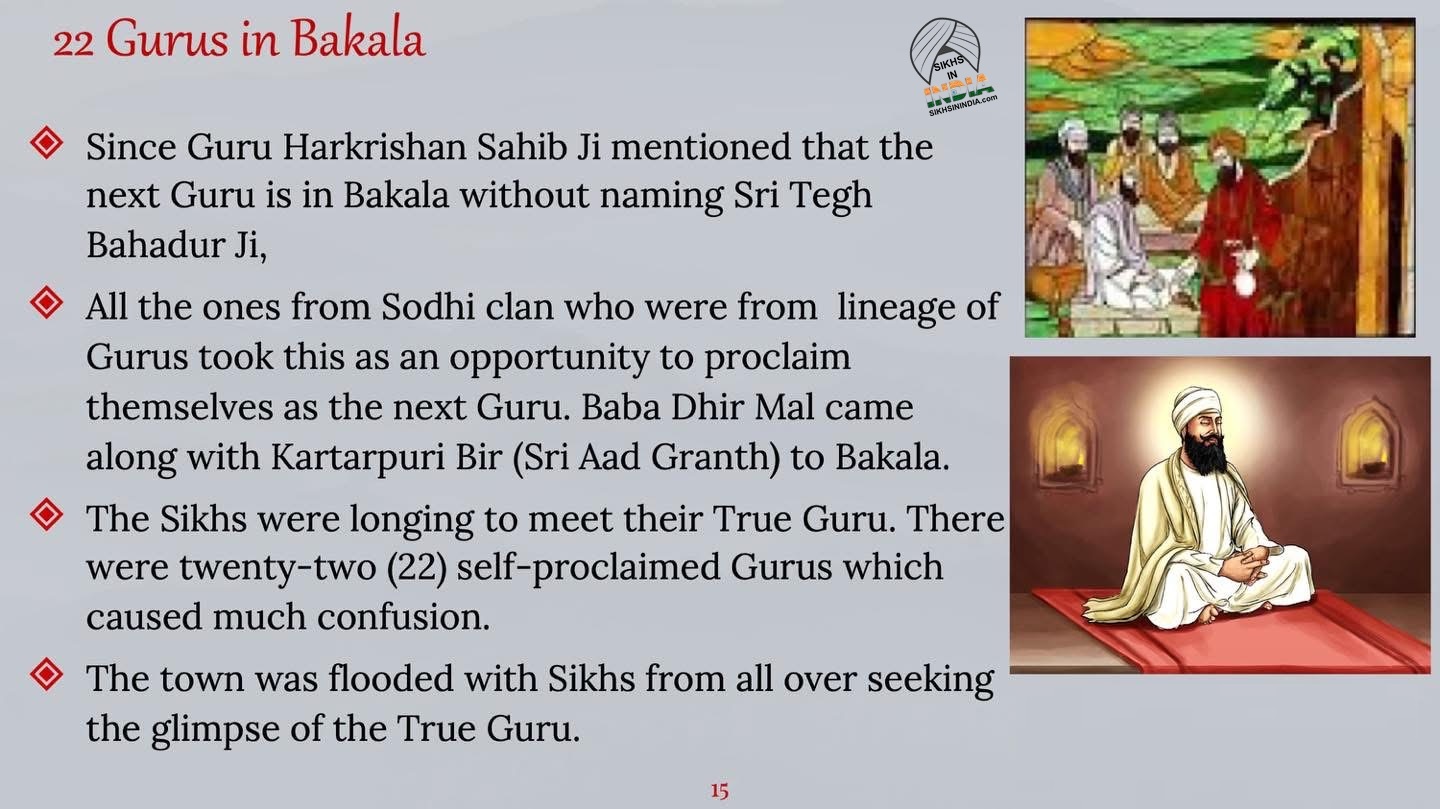 22 Gurus in Bakala
SIKHS
IN
INDIA
SIKHSININDIA.com
Since Guru Harkrishan Sahib Ji mentioned that the
next Guru is in Bakala without naming Sri Tegh
Bahadur Ji,
All the ones from Sodhi clan who were from  lineage of
Gurus took this as an opportunity to proclaim
themselves as the next Guru. Baba Dhir Mal came
along with Kartarpuri Bir (Sri Aad Granth) to Bakala.
The Sikhs were longing to meet their True Guru. There
were twenty-two (22) self-proclaimed Gurus which
caused much confusion.
The town was flooded with Sikhs from all over seeking
the glimpse of the True Guru.
15